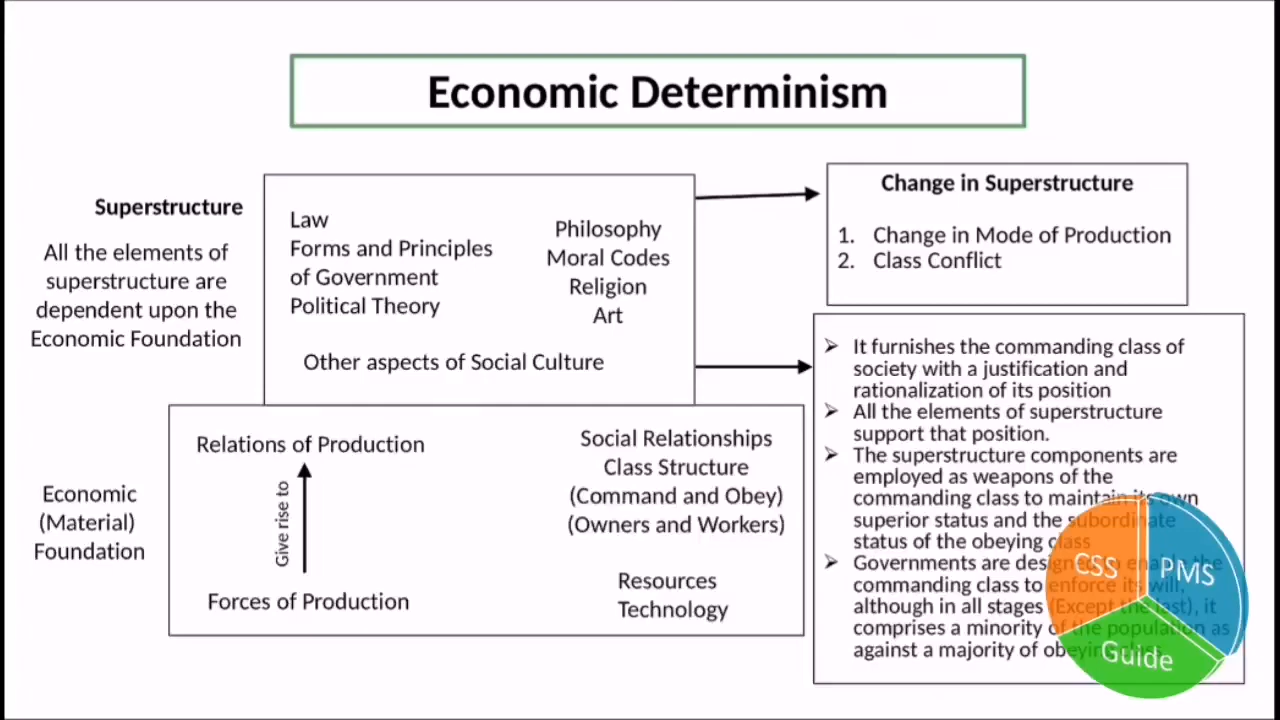 Economic Determinism
Superstructure
All the elements of
superstructure are
dependent upon the
Economic Foundation
Law
Forms and Principles
of Government
Political Theory
Philosophy
Moral Codes
Religion
Art
Other aspects of Social Culture
Change in Superstructure
1. Change in Mode of Production
2. Class Conflict
➢ It furnishes the commanding class of
society with a justification and
rationalization of its position
➢ All the elements of superstructure
support that position.
➢ The superstructure components are
employed as weapons of the
commanding class to maintain its own
superior status and the subordinate
status of the obeying class
➢ Governments are designed to enable the
commanding class to enforce its will,
although in all stages (Except the last), it
comprises a minority of the population as
against a majority of obeying class
Economic
(Material)
Foundation
Relations of Production
Give rise to
Forces of Production
Social Relationships
Class Structure
(Command and Obey)
(Owners and Workers)
Resources
Technology
CSS
PMS
Guide